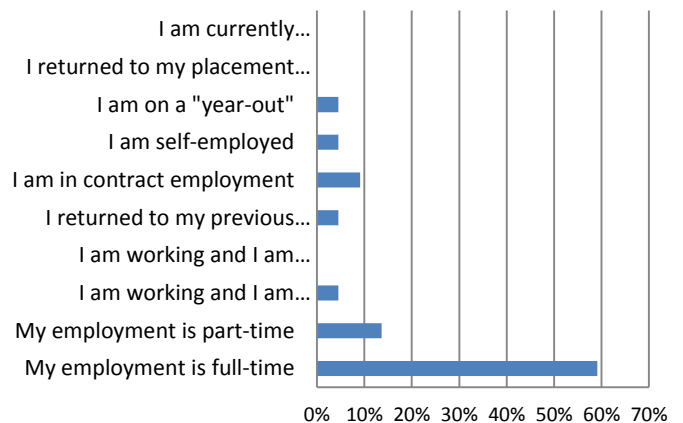 I am currently…
I returned to my placement…
I am on a "year-out"
I am self-employed
I am in contract employment
I returned to my previous…
I am working and I am…
I am working and I am…
My employment is part-time
My employment is full-time
0% 10% 20% 30% 40% 50% 60% 70%